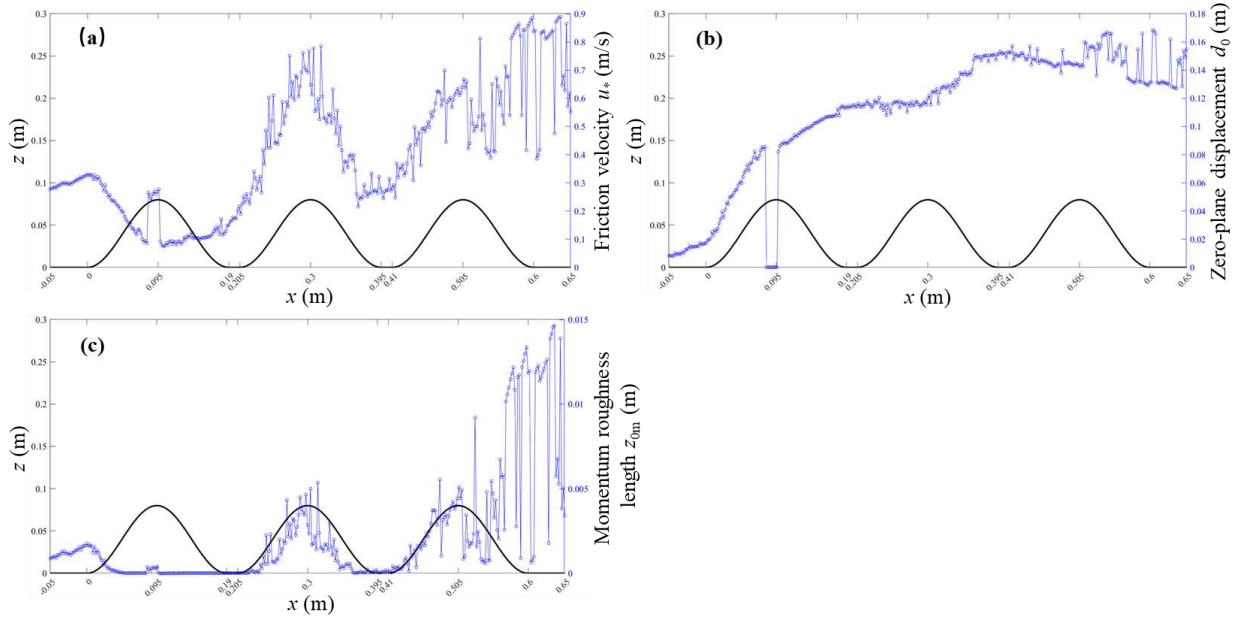 (a)
0.3
0.25
0.2
0.15
0.1
0.05
0
z (m)
0.9
0.8
0.7
0.6
0.5
0.4
0.3
0.2
0.1
0
Friction velocity u* (m/s)
-0.05 0 0.095 0.19 0.205 0.3 0.395 0.41 0.505 0.6 0.65
x (m)
(b)
0.3
0.25
0.2
0.15
0.1
0.05
0
z (m)
0.18
0.16
0.14
0.12
0.1
0.08
0.06
0.04
0.02
0
Zero-plane displacement d0 (m)
-0.05 0 0.095 0.19 0.205 0.3 0.395 0.41 0.505 0.6 0.65
x (m)
(c)
0.3
0.25
0.2
0.15
0.1
0.05
0
z (m)
0.015
0.01
0.005
0
Momentum roughness
length z0m (m)
-0.05 0 0.095 0.19 0.205 0.3 0.395 0.41 0.505 0.6 0.65
x (m)